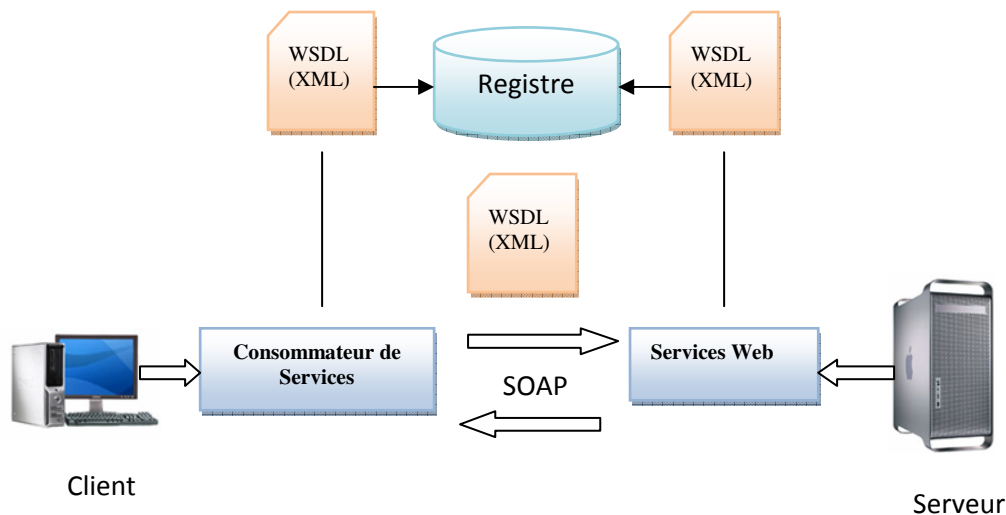 WSDL
(XML)
Registre
WSDL
(XML)
WSDL
(XML)
Consommateur de
Services
SOAP
Services Web
Client
Serveur